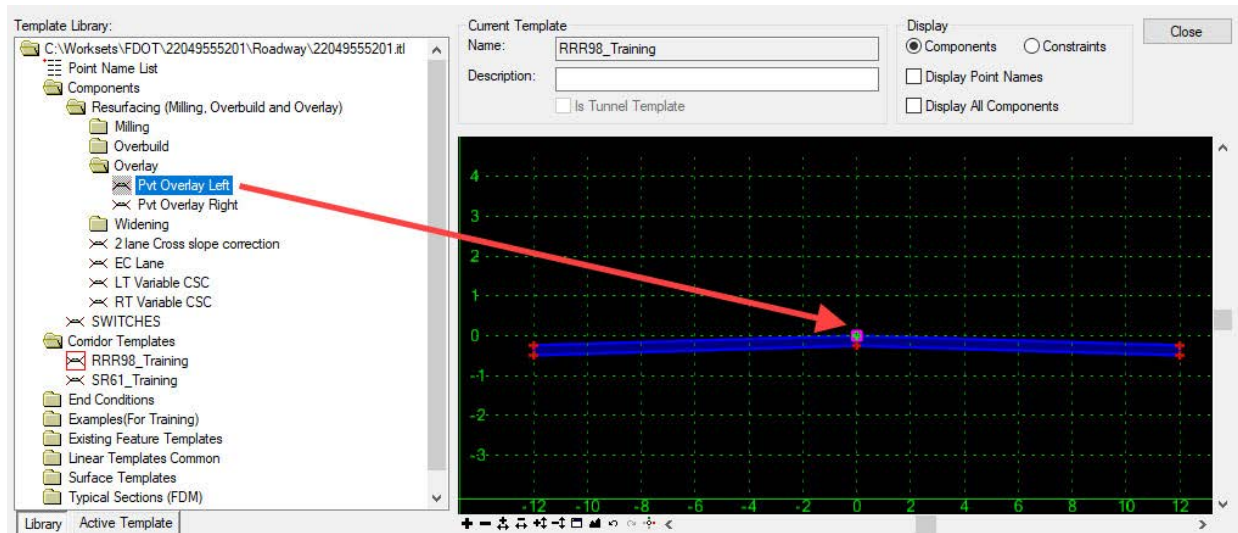 Template Library:
C:\Worksets\FDOT\22049555201\Roadway\22049555201.itl
Point Name List
Components
Resurfacing (Milling, Overbuild and Overlay)
Milling
Overbuild
Overlay
Pvt Overlay Left
Pvt Overlay Right
Widening
2 lane Cross slope correction
EC Lane
LT Variable CSC
RT Variable CSC
SWITCHES
Corridor Templates
RRR98_Training
SR61_Training
End Conditions
Examples(For Training)
Existing Feature Templates
Linear Templates Common
Surface Templates
Typical Sections (FDM)
Library Active Template
Current Template
Name: RRR98_Training
Description:
Is Tunnel Template
Display
Components Constraints
Display Point Names
Display All Components
Close
4
3
2
1
0
-1
-2
-3
-12 -10 -8 -6 -4 -2 0 2 4 6 8 10 12